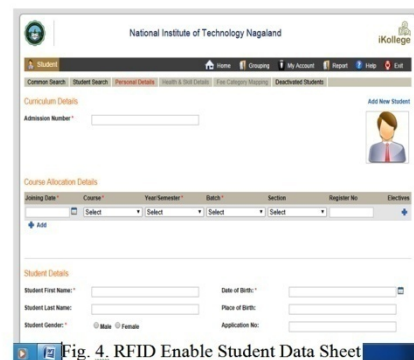 National Institute of Technology Nagaland
iKollege
Student Home Grouping My Account Report Help Exit
Common Search Student Search Personal Details Health & Skill Details Fee Category Mapping Deactivated Students
Curriculum Details Add New Student
Admission Number *
Course Allocation Details
Joining Date * Course * Year/Semester * Batch * Section Register No Electives
Select Select Select Select
Add
Student Details
Student First Name: * Date of Birth: *
Student Last Name: Place of Birth:
Student Gender: * Male Female Application No:
Fig. 4. RFID Enable Student Data Sheet